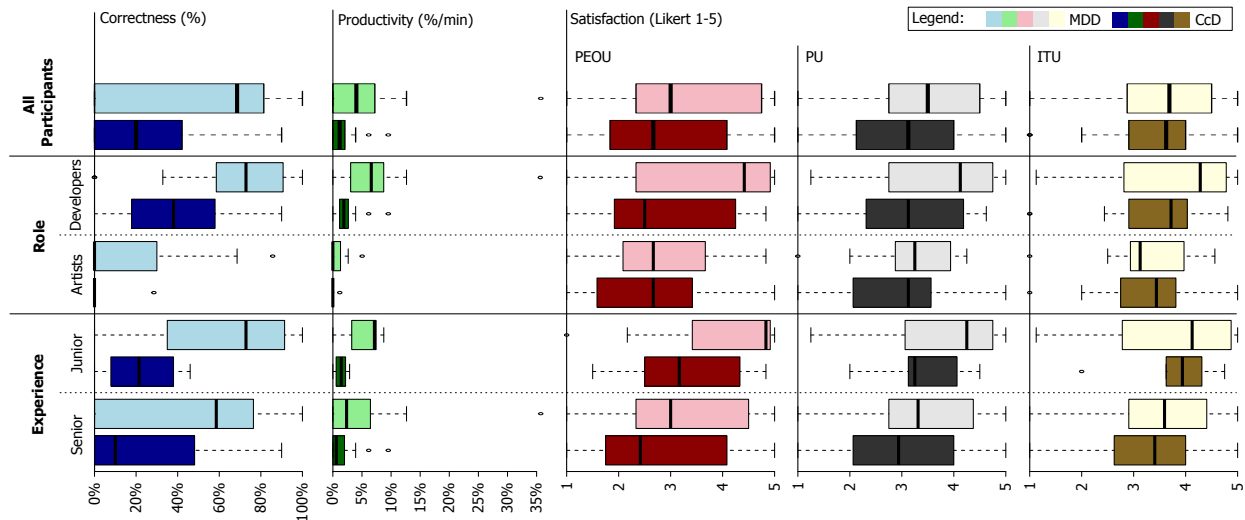 Correctness (%) Productivity (%/min) Satisfaction (Likert 1-5) Legend: MDD CcD
PEOU PU ITU
All
Participants
Role
Developers
Artists
Experience
Junior
Senior
0% 20% 40% 60% 80% 100%
0% 5% 10% 15% 20% 25% 30% 35%
1 2 3 4 5
1 2 3 4 5
1 2 3 4 5